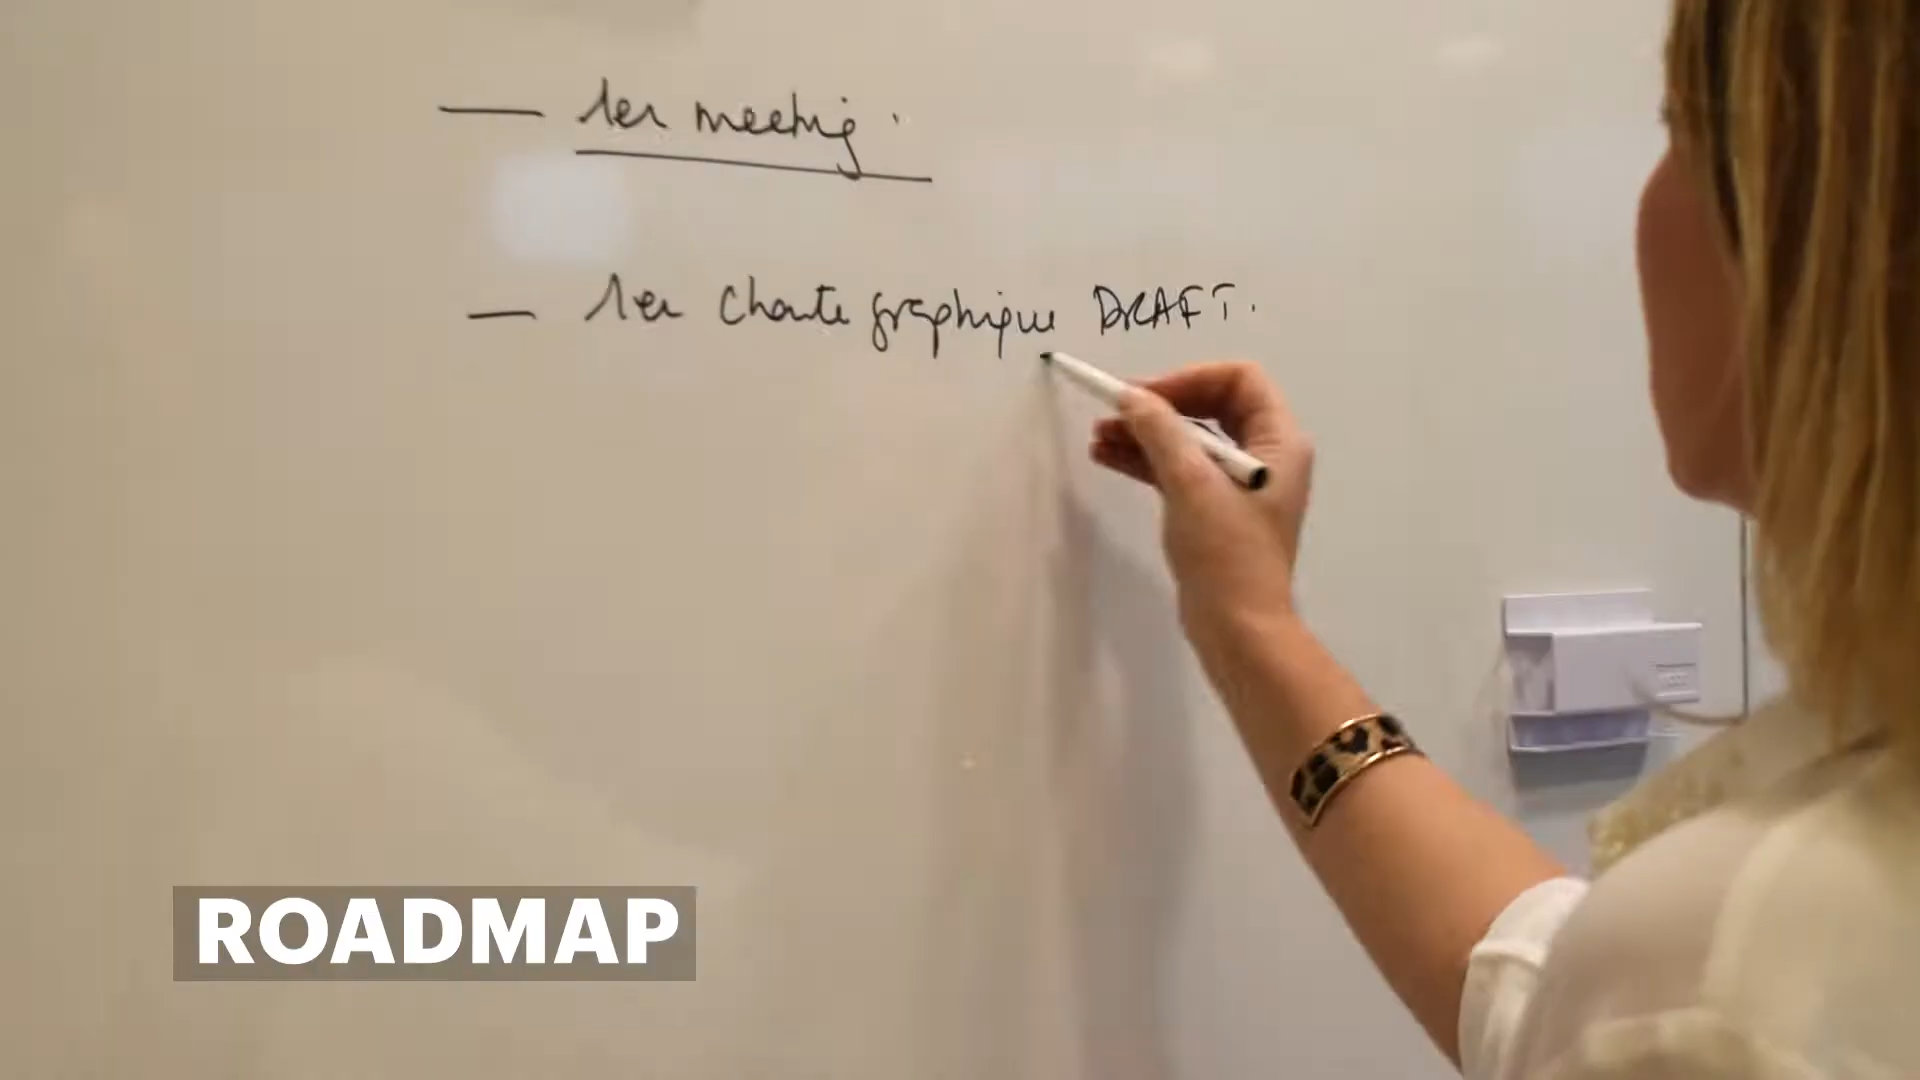 — 1er meeting.
— 1er Charte graphique DRAFT.
ROADMAP